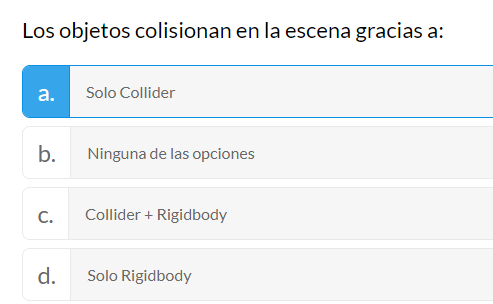 Los objetos colisionan en la escena gracias a:
a. Solo Collider
b. Ninguna de las opciones
c. Collider + Rigidbody
d. Solo Rigidbody